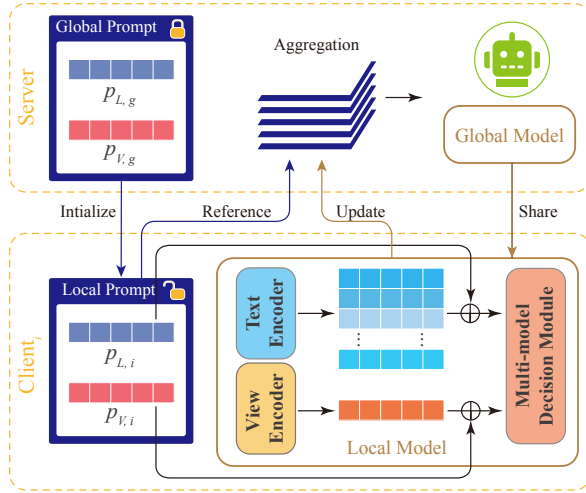 Global Prompt
p_{L, g}
p_{V, g}
Server
Aggregation
Global Model
Intialize
Reference
Update
Share
Client_i
Local Prompt
p_{L, i}
p_{V, i}
Text
Encoder
View
Encoder
Local Model
Multi-model
Decision Module